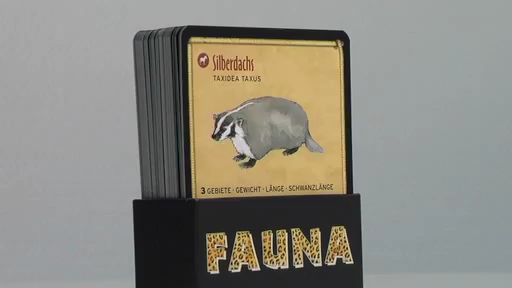 Silberdachs
TAXIDEA TAXUS
3 GEBIETE · GEWICHT · LÄNGE · SCHWANZLÄNGE
FAUNA